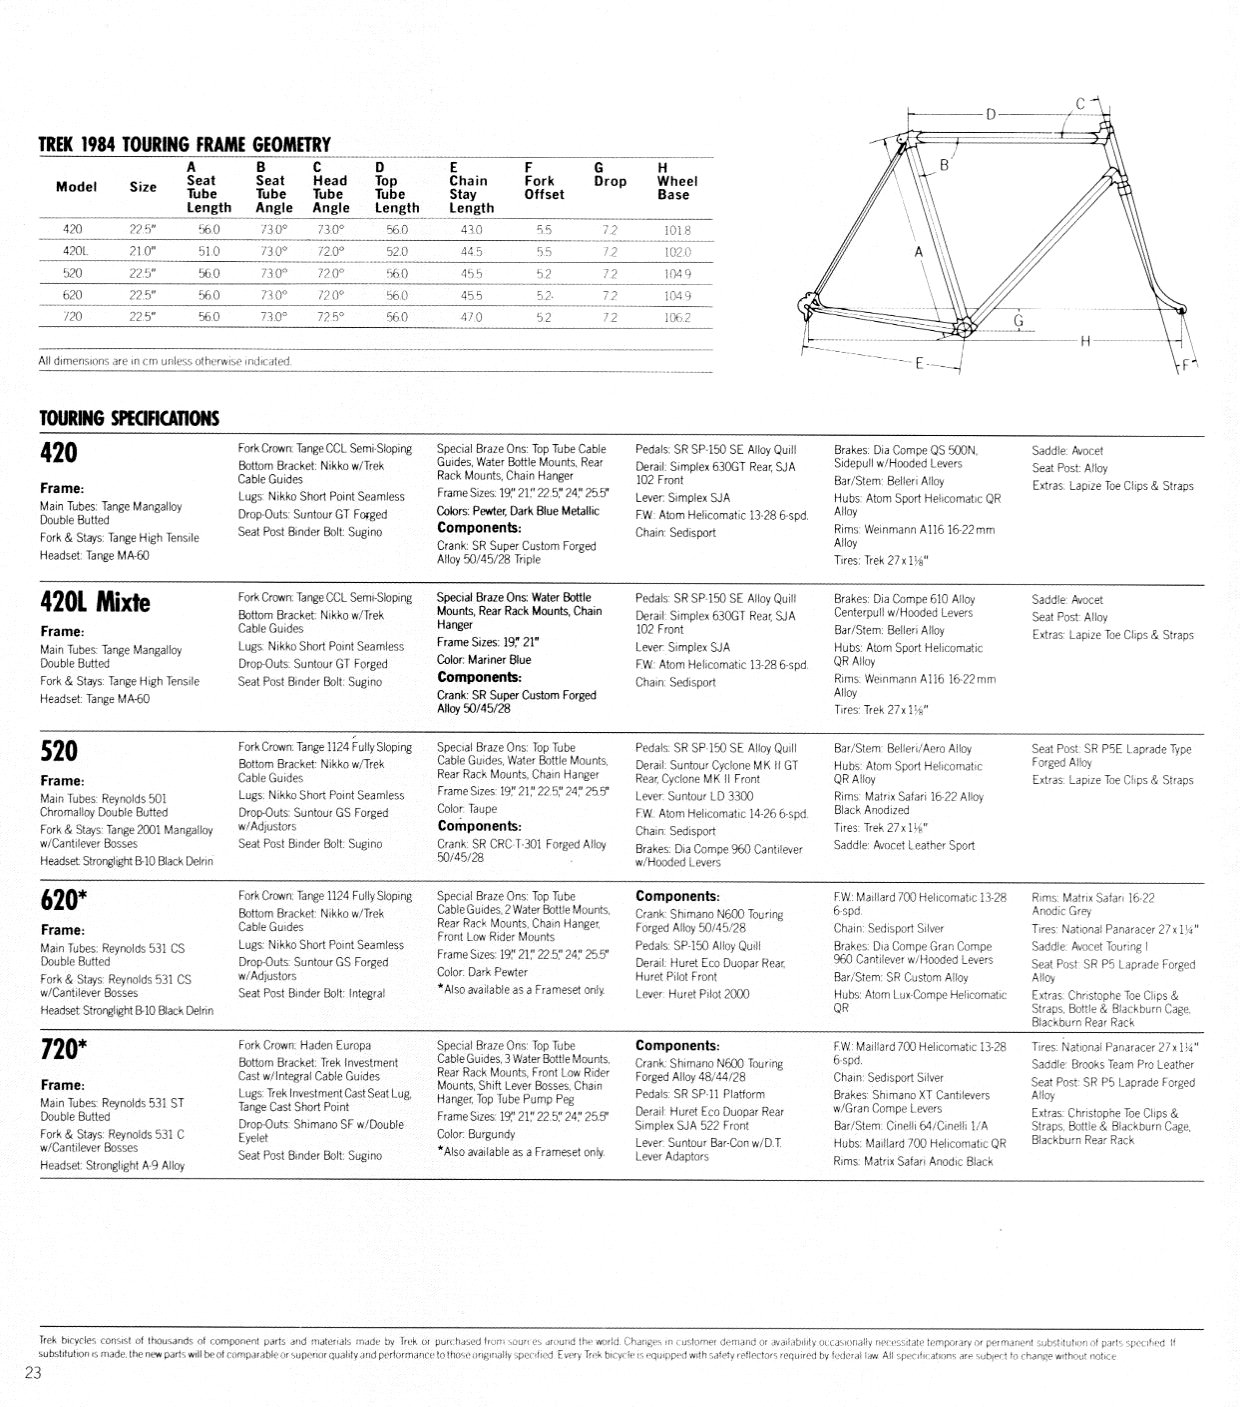 TREK 1984 TOURING FRAME GEOMETRY
Model Size A Seat Tube Length B Seat Tube Angle C Head Tube Angle D Top Tube Length E Chain Stay Length F Fork Offset G Drop H Wheel Base
420 22.5" 56.0 73.0° 73.0° 56.0 43.0 5.5 7.2 101.8
420L 21.0" 51.0 73.0° 72.0° 52.0 44.5 5.5 7.2 102.0
520 22.5" 56.0 73.0° 72.0° 56.0 45.5 5.2 7.2 104.9
620 22.5" 56.0 73.0° 72.0° 56.0 45.5 5.2 7.2 104.9
720 22.5" 56.0 73.0° 72.5° 56.0 47.0 5.2 7.2 106.2
All dimensions are in cm unless otherwise indicated.
C
D
B
A
G
H
E
F
TOURING SPECIFICATIONS
420
Frame:
Main Tubes: Tange Mangalloy
Double Butted
Fork & Stays: Tange High Tensile
Headset: Tange MA-60
Fork Crown: Tange CCL Semi-Sloping
Bottom Bracket: Nikko w/Trek
Cable Guides
Lugs: Nikko Short Point Seamless
Drop-Outs: Suntour GT Forged
Seat Post Binder Bolt: Sugino
Special Braze Ons: Top Tube Cable
Guides, Water Bottle Mounts, Rear
Rack Mounts, Chain Hanger
Frame Sizes: 19," 21," 22.5," 24," 25.5"
Colors: Pewter, Dark Blue Metallic
Components:
Crank: SR Super Custom Forged
Alloy 50/45/28 Triple
Pedals: SR SP-150 SE Alloy Quill
Derail: Simplex 630GT Rear, SJA
102 Front
Lever: Simplex SJA
F.W.: Atom Helicomatic 13-28 6-spd.
Chain: Sedisport
Brakes: Dia Compe QS 500N,
Sidepull w/Hooded Levers
Bar/Stem: Belleri Alloy
Hubs: Atom Sport Helicomatic QR
Alloy
Rims: Weinmann A116 16-22mm
Alloy
Tires: Trek 27 x 1⅛"
Saddle: Avocet
Seat Post: Alloy
Extras: Lapize Toe Clips & Straps
420L Mixte
Frame:
Main Tubes: Tange Mangalloy
Double Butted
Fork & Stays: Tange High Tensile
Headset: Tange MA-60
Fork Crown: Tange CCL Semi-Sloping
Bottom Bracket: Nikko w/Trek
Cable Guides
Lugs: Nikko Short Point Seamless
Drop-Outs: Suntour GT Forged
Seat Post Binder Bolt: Sugino
Special Braze Ons: Water Bottle
Mounts, Rear Rack Mounts, Chain
Hanger
Frame Sizes: 19," 21"
Color: Mariner Blue
Components:
Crank: SR Super Custom Forged
Alloy 50/45/28
Pedals: SR SP-150 SE Alloy Quill
Derail: Simplex 630GT Rear, SJA
102 Front
Lever: Simplex SJA
F.W.: Atom Helicomatic 13-28 6-spd.
Chain: Sedisport
Brakes: Dia Compe 610 Alloy
Centerpull w/Hooded Levers
Bar/Stem: Belleri Alloy
Hubs: Atom Sport Helicomatic
QR Alloy
Rims: Weinmann A116 16-22mm
Alloy
Tires: Trek 27 x 1⅛"
Saddle: Avocet
Seat Post: Alloy
Extras: Lapize Toe Clips & Straps
520
Frame:
Main Tubes: Reynolds 501
Chromalloy Double Butted
Fork & Stays: Tange 2001 Mangalloy
w/Cantilever Bosses
Headset: Stronglight B-10 Black Delrin
Fork Crown: Tange 1124 Fully Sloping
Bottom Bracket: Nikko w/Trek
Cable Guides
Lugs: Nikko Short Point Seamless
Drop-Outs: Suntour GS Forged
w/Adjustors
Seat Post Binder Bolt: Sugino
Special Braze Ons: Top Tube
Cable Guides, Water Bottle Mounts,
Rear Rack Mounts, Chain Hanger
Frame Sizes: 19," 21," 22.5," 24," 25.5"
Color: Taupe
Components:
Crank: SR CRC-T-301 Forged Alloy
50/45/28
Pedals: SR SP-150 SE Alloy Quill
Derail: Suntour Cyclone MK II GT
Rear, Cyclone MK II Front
Lever: Suntour LD 3300
F.W.: Atom Helicomatic 14-26 6-spd.
Chain: Sedisport
Brakes: Dia Compe 960 Cantilever
w/Hooded Levers
Bar/Stem: Belleri/Aero Alloy
Hubs: Atom Sport Helicomatic
QR Alloy
Rims: Matrix Safari 16-22 Alloy
Black Anodized
Tires: Trek 27 x 1⅛"
Saddle: Avocet Leather Sport
Seat Post: SR P5E Laprade Type
Forged Alloy
Extras: Lapize Toe Clips & Straps
620*
Frame:
Main Tubes: Reynolds 531 CS
Double Butted
Fork & Stays: Reynolds 531 CS
w/Cantilever Bosses
Headset: Stronglight B-10 Black Delrin
Fork Crown: Tange 1124 Fully Sloping
Bottom Bracket: Nikko w/Trek
Cable Guides
Lugs: Nikko Short Point Seamless
Drop-Outs: Suntour GS Forged
w/Adjustors
Seat Post Binder Bolt: Integral
Special Braze Ons: Top Tube
Cable Guides, 2 Water Bottle Mounts,
Rear Rack Mounts, Chain Hanger,
Front Low Rider Mounts
Frame Sizes: 19," 21," 22.5," 24," 25.5"
Color: Dark Pewter
*Also available as a Frameset only.
Components:
Crank: Shimano N600 Touring
Forged Alloy 50/45/28
Pedals: SP-150 Alloy Quill
Derail: Huret Eco Duopar Rear,
Huret Pilot Front
Lever: Huret Pilot 2000
F.W.: Maillard 700 Helicomatic 13-28
6-spd.
Chain: Sedisport Silver
Brakes: Dia Compe Gran Compe
960 Cantilever w/Hooded Levers
Bar/Stem: SR Custom Alloy
Hubs: Atom Lux-Compe Helicomatic
QR
Rims: Matrix Safari 16-22
Anodic Grey
Tires: National Panaracer 27 x 1¼"
Saddle: Avocet Touring I
Seat Post: SR P5 Laprade Forged
Alloy
Extras: Christophe Toe Clips &
Straps, Bottle & Blackburn Cage,
Blackburn Rear Rack
720*
Frame:
Main Tubes: Reynolds 531 ST
Double Butted
Fork & Stays: Reynolds 531 C
w/Cantilever Bosses
Headset: Stronglight A-9 Alloy
Fork Crown: Haden Europa
Bottom Bracket: Trek Investment
Cast w/Integral Cable Guides
Lugs: Trek Investment Cast Seat Lug,
Tange Cast Short Point
Drop-Outs: Shimano SF w/Double
Eyelet
Seat Post Binder Bolt: Sugino
Special Braze Ons: Top Tube
Cable Guides, 3 Water Bottle Mounts,
Rear Rack Mounts, Front Low Rider
Mounts, Shift Lever Bosses, Chain
Hanger, Top Tube Pump Peg
Frame Sizes: 19," 21," 22.5," 24," 25.5"
Color: Burgundy
*Also available as a Frameset only.
Components:
Crank: Shimano N600 Touring
Forged Alloy 48/44/28
Pedals: SR SP-11 Platform
Derail: Huret Eco Duopar Rear
Simplex SJA 522 Front
Lever: Suntour Bar-Con w/D.T.
Lever Adaptors
F.W.: Maillard 700 Helicomatic 13-28
6-spd.
Chain: Sedisport Silver
Brakes: Shimano XT Cantilevers
w/Gran Compe Levers
Bar/Stem: Cinelli 64/Cinelli 1/A
Hubs: Maillard 700 Helicomatic QR
Rims: Matrix Safari Anodic Black
Tires: National Panaracer 27 x 1¼"
Saddle: Brooks Team Pro Leather
Seat Post: SR P5 Laprade Forged
Alloy
Extras: Christophe Toe Clips &
Straps, Bottle & Blackburn Cage,
Blackburn Rear Rack
Trek bicycles consist of thousands of component parts and materials made by Trek or purchased from sources around the world. Changes in customer demand or availability occasionally necessitate temporary or permanent substitution of parts specified. If
substitution is made, the new parts will be of comparable or superior quality and performance to those originally specified. Every Trek bicycle is equipped with safety reflectors required by federal law. All specifications are subject to change without notice.
23